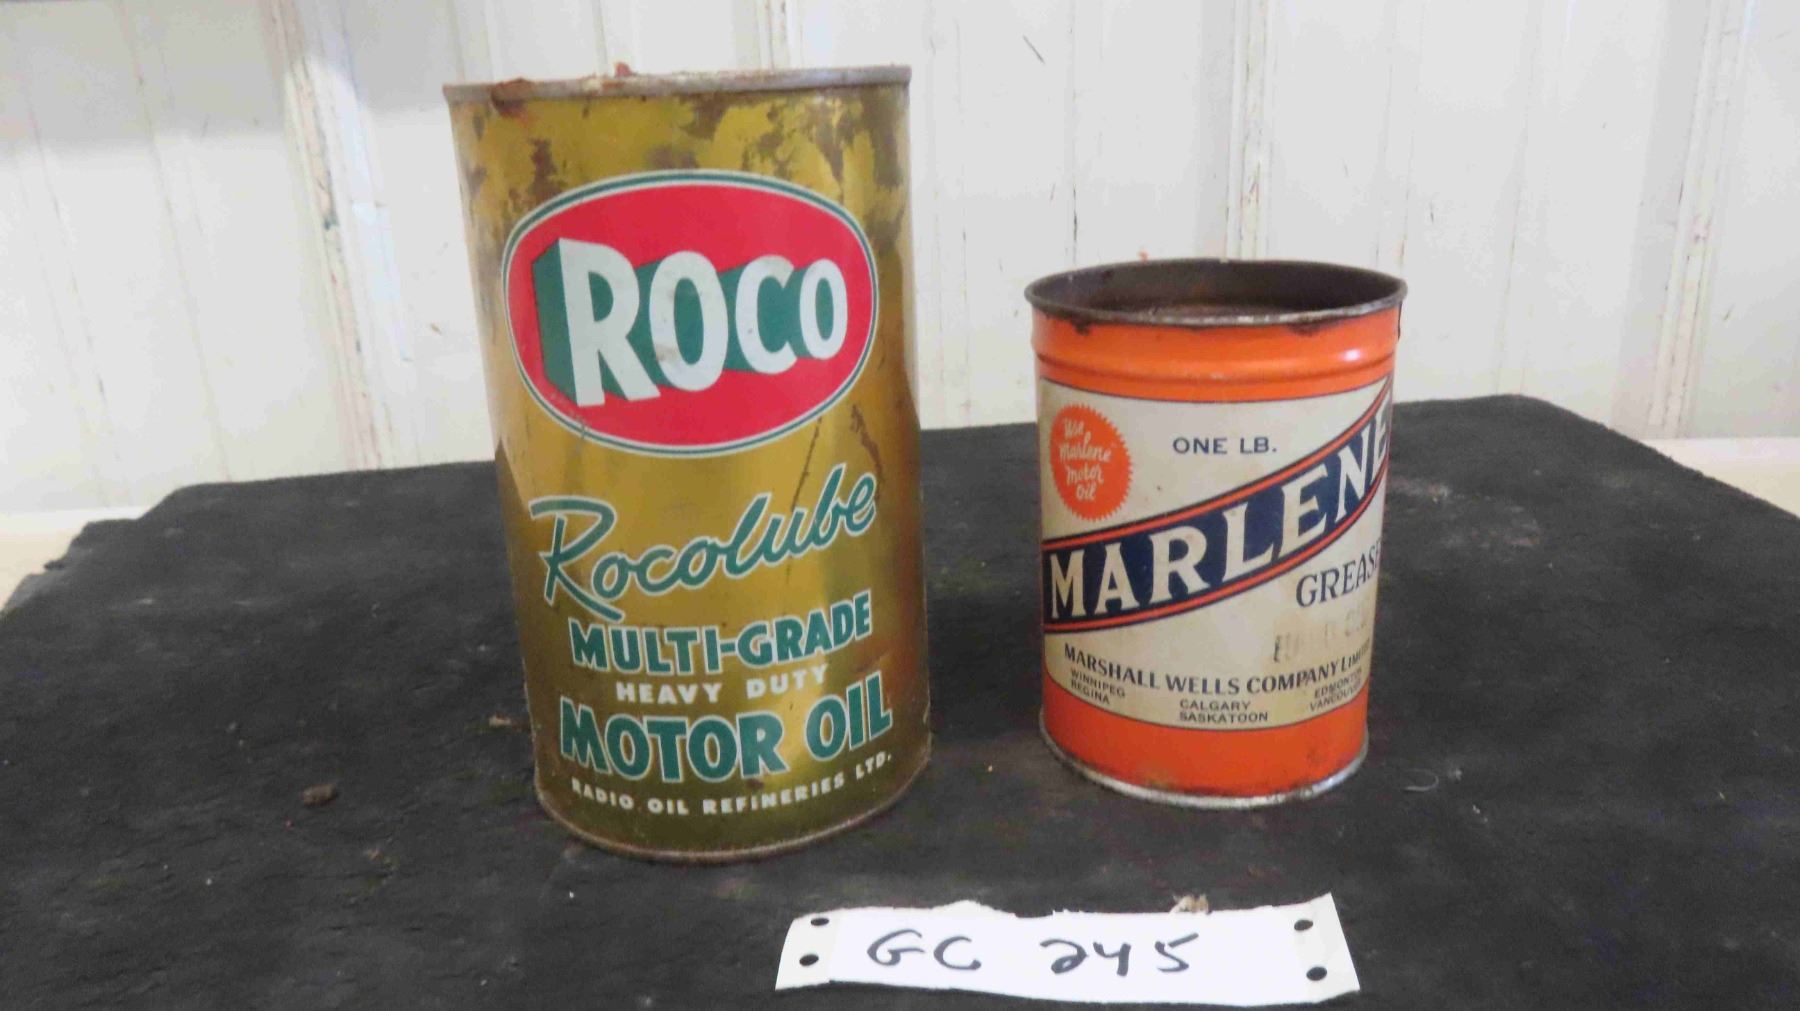 ROCO
Rocolube
MULTI-GRADE
HEAVY DUTY
MOTOR OIL
RADIO OIL REFINERIES LTD.
Use
Marlene
Motor
Oil
ONE LB.
MARLENE
GREASE
MARSHALL WELLS COMPANY LIMITED
WINNIPEG
REGINA
CALGARY
SASKATOON
EDMONTON
VANCOUVER
GC 245